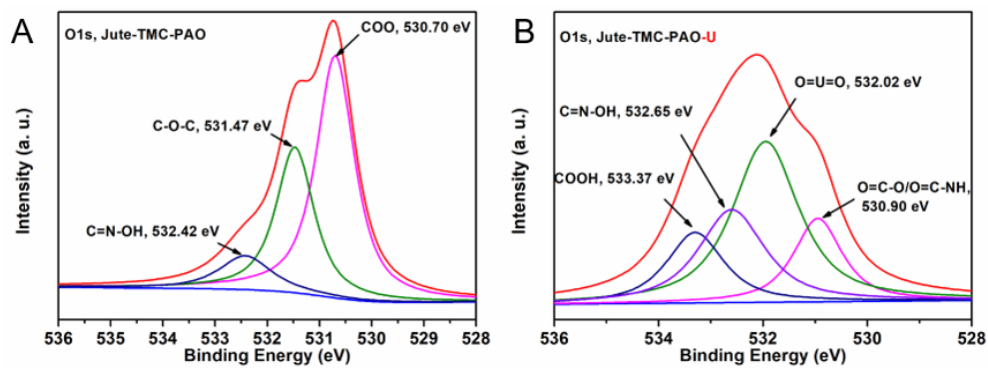 A
O1s, Jute-TMC-PAO
COO, 530.70 eV
C-O-C, 531.47 eV
C=N-OH, 532.42 eV
Intensity (a. u.)
536 535 534 533 532 531 530 529 528
Binding Energy (eV)
B
O1s, Jute-TMC-PAO-U
O=U=O, 532.02 eV
C=N-OH, 532.65 eV
COOH, 533.37 eV
O=C-O/O=C-NH,
530.90 eV
Intensity (a. u.)
536 534 532 530 528
Binding Energy (eV)